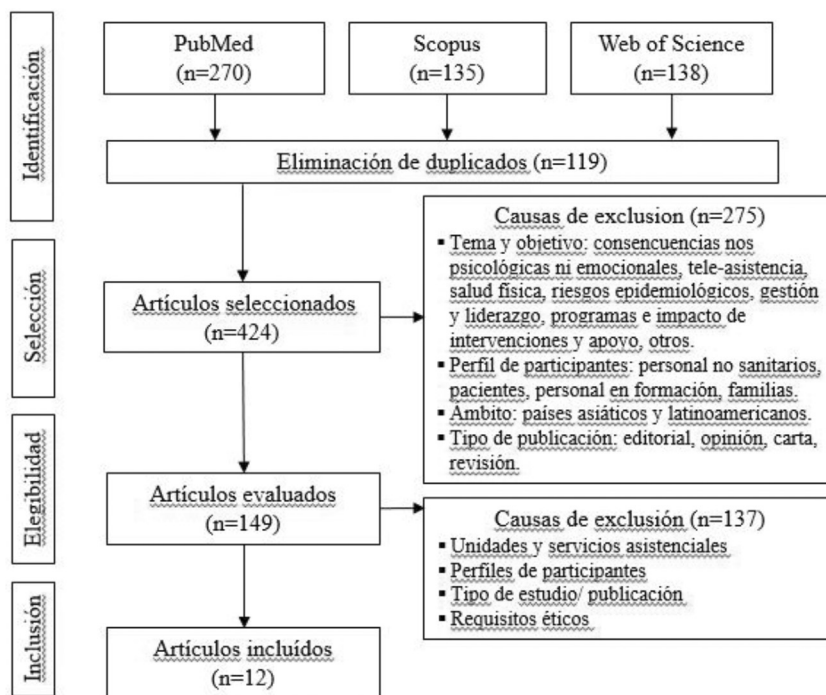 Identificación
PubMed
(n=270)
Scopus
(n=135)
Web of Science
(n=138)
Eliminación de duplicados (n=119)
Selección
Artículos seleccionados
(n=424)
Causas de exclusion (n=275)
▪ Tema y objetivo: consencuencias nos
psicológicas ni emocionales, tele-asistencia,
salud física, riesgos epidemiológicos, gestión
y liderazgo, programas e impacto de
intervenciones y apoyo, otros.
▪ Perfil de participantes: personal no sanitarios,
pacientes, personal en formación, familias.
▪ Ambito: países asiáticos y latinoamericanos.
▪ Tipo de publicación: editorial, opinión, carta,
revisión.
Elegibilidad
Artículos evaluados
(n=149)
Causas de exclusión (n=137)
▪ Unidades y servicios asistenciales
▪ Perfiles de participantes
▪ Tipo de estudio/ publicación
▪ Requisitos éticos
Inclusión
Artículos incluídos
(n=12)